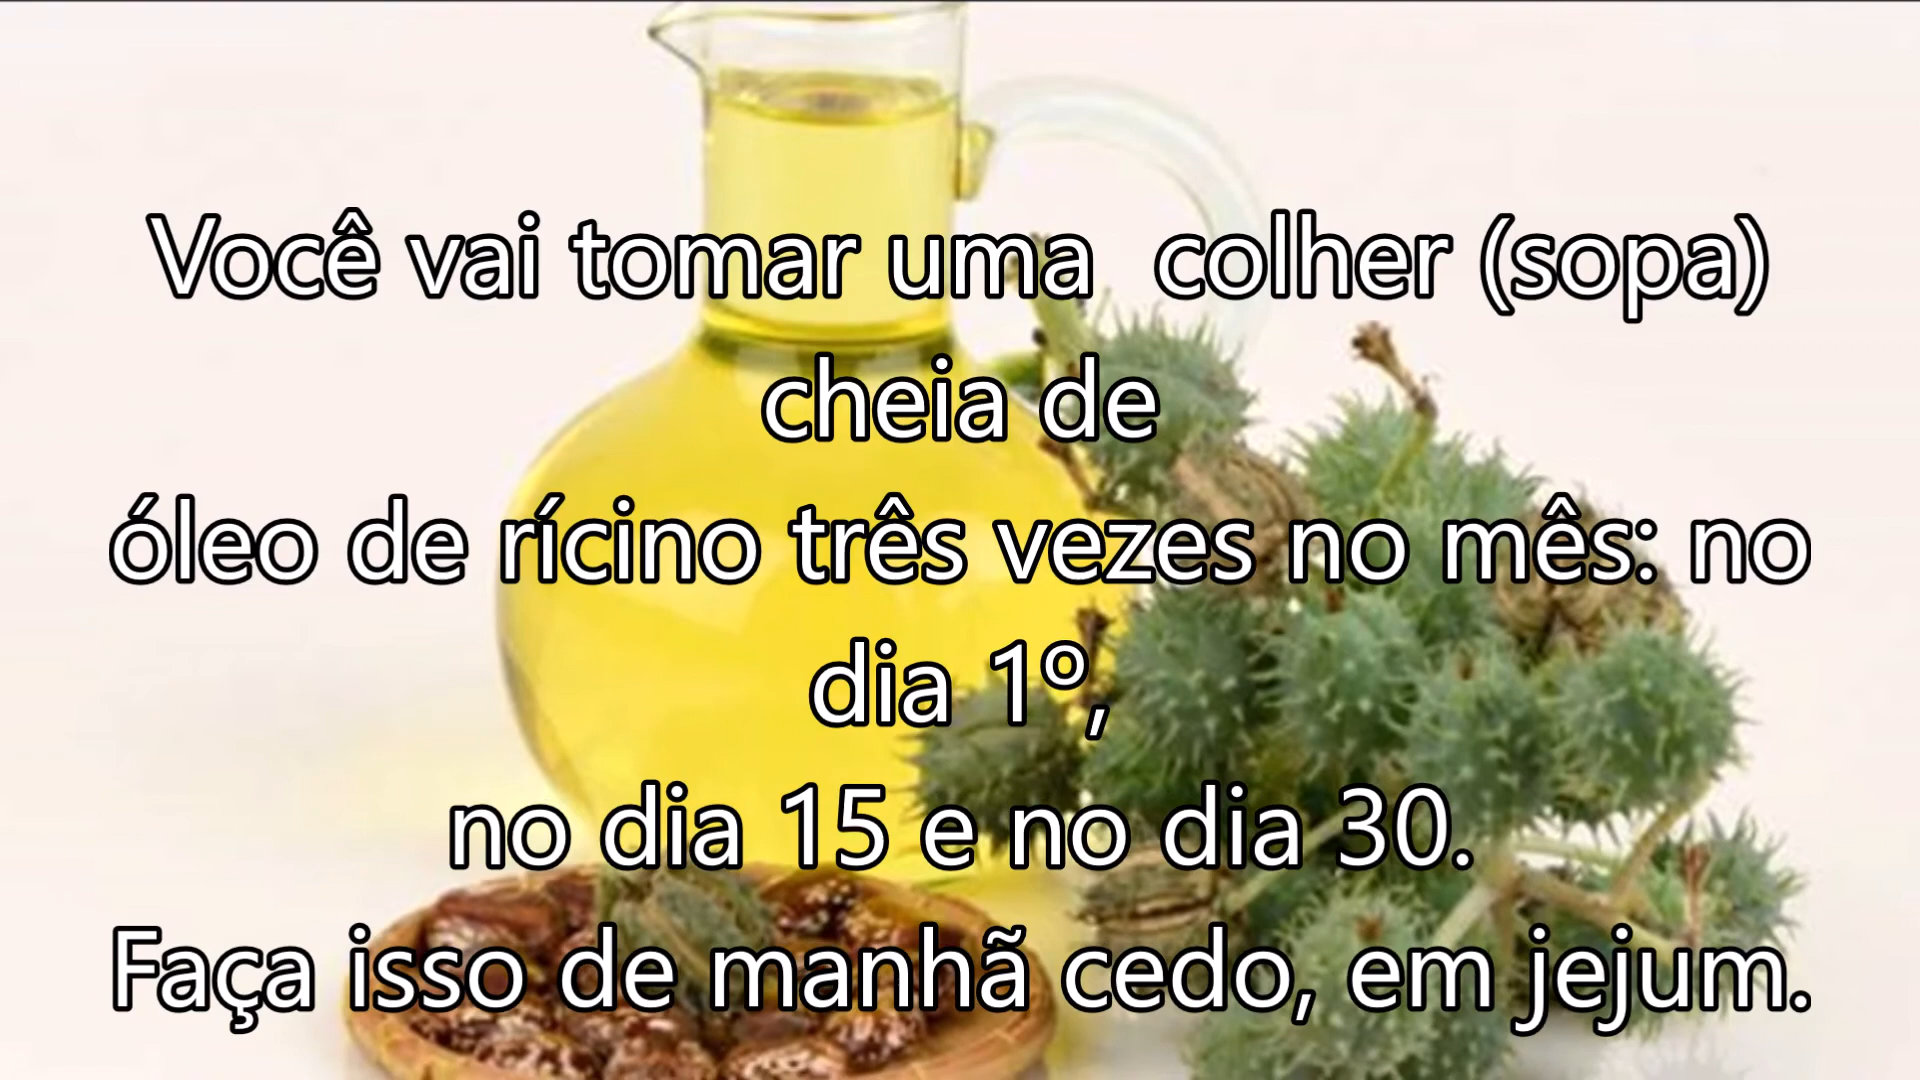 Você vai tomar uma  colher (sopa)
cheia de
óleo de rícino três vezes no mês: no
dia 1º,
no dia 15 e no dia 30.
Faça isso de manhã cedo, em jejum.